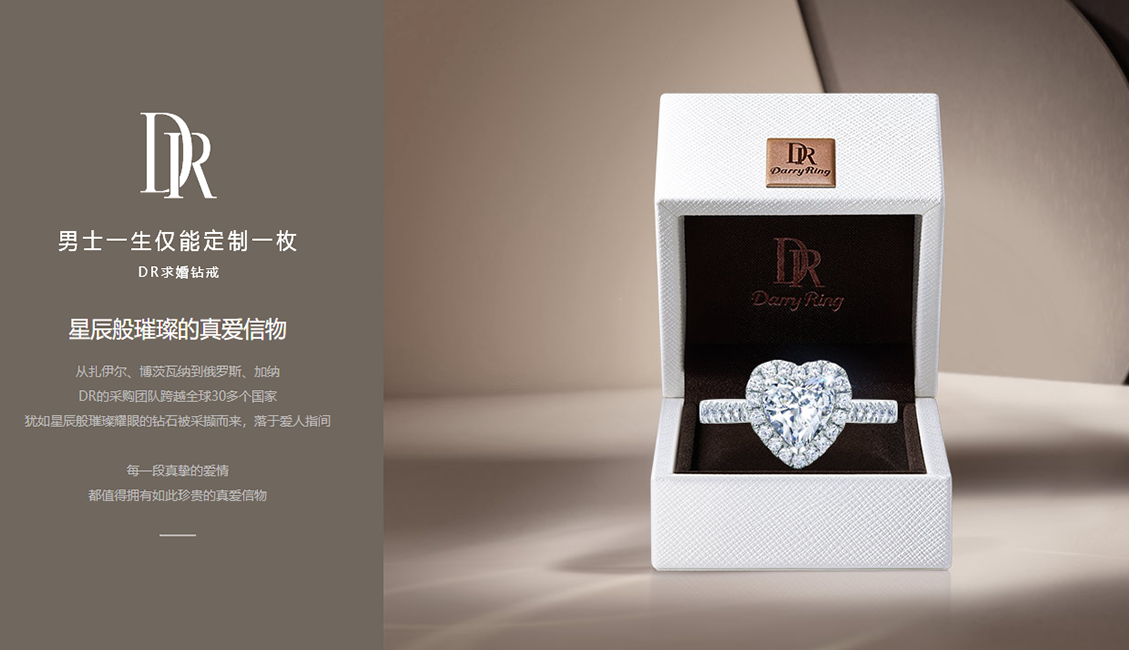 DR
男士一生仅能定制一枚
DR求婚钻戒
星辰般璀璨的真爱信物
从扎伊尔、博茨瓦纳到俄罗斯、加纳
DR的采购团队跨越全球30多个国家
犹如星辰般璀璨耀眼的钻石被采撷而来，落于爱人指间
每一段真挚的爱情
都值得拥有如此珍贵的真爱信物
DR
Darry Ring
DR
Darry Ring